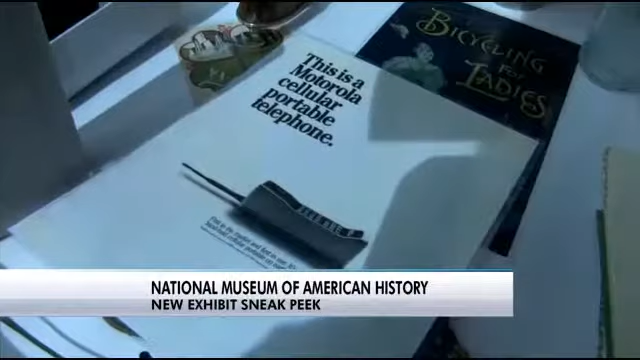 This is a
Motorola
cellular
portable
telephone.
BICYCLING
FOR
LADIES
NATIONAL MUSEUM OF AMERICAN HISTORY
NEW EXHIBIT SNEAK PEEK